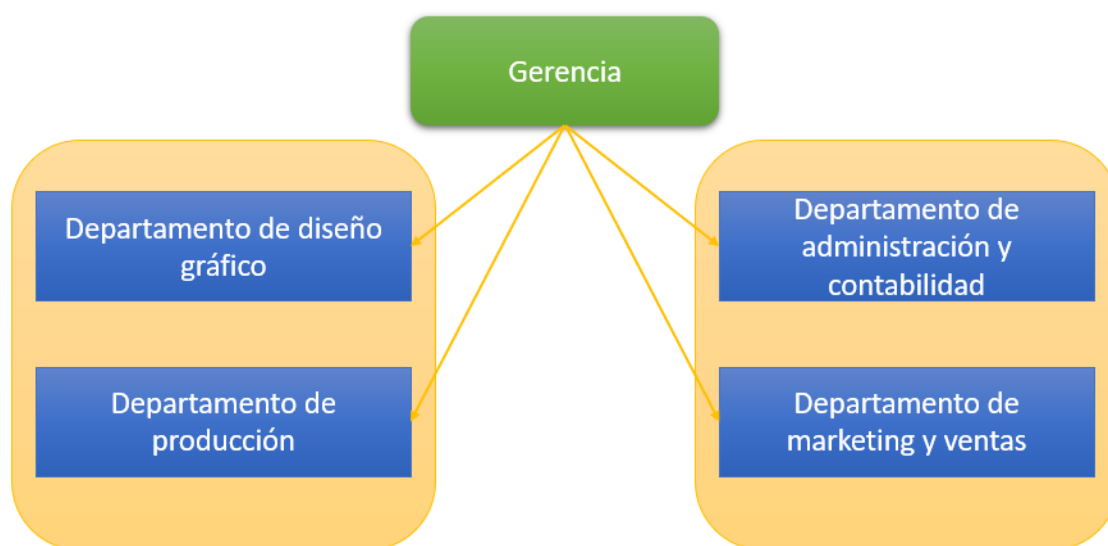 Gerencia
Departamento de diseño
gráfico
Departamento de
administración y
contabilidad
Departamento de
producción
Departamento de
marketing y ventas